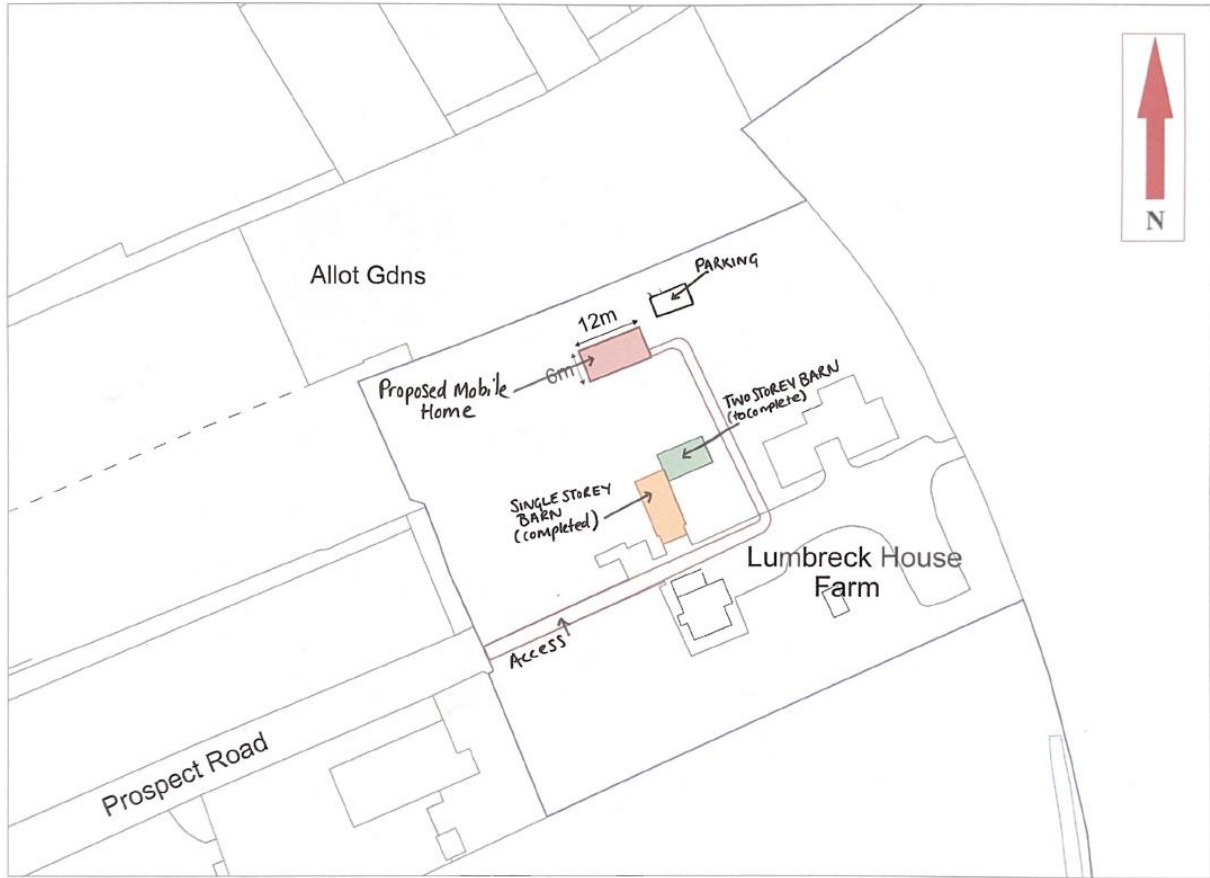 N
PARKING
Allot Gdns
12m
6m
Proposed Mobile
Home
TWO STOREY BARN
(to complete)
SINGLE STOREY
BARN
(completed)
Lumbreck House
Farm
Access
Prospect Road